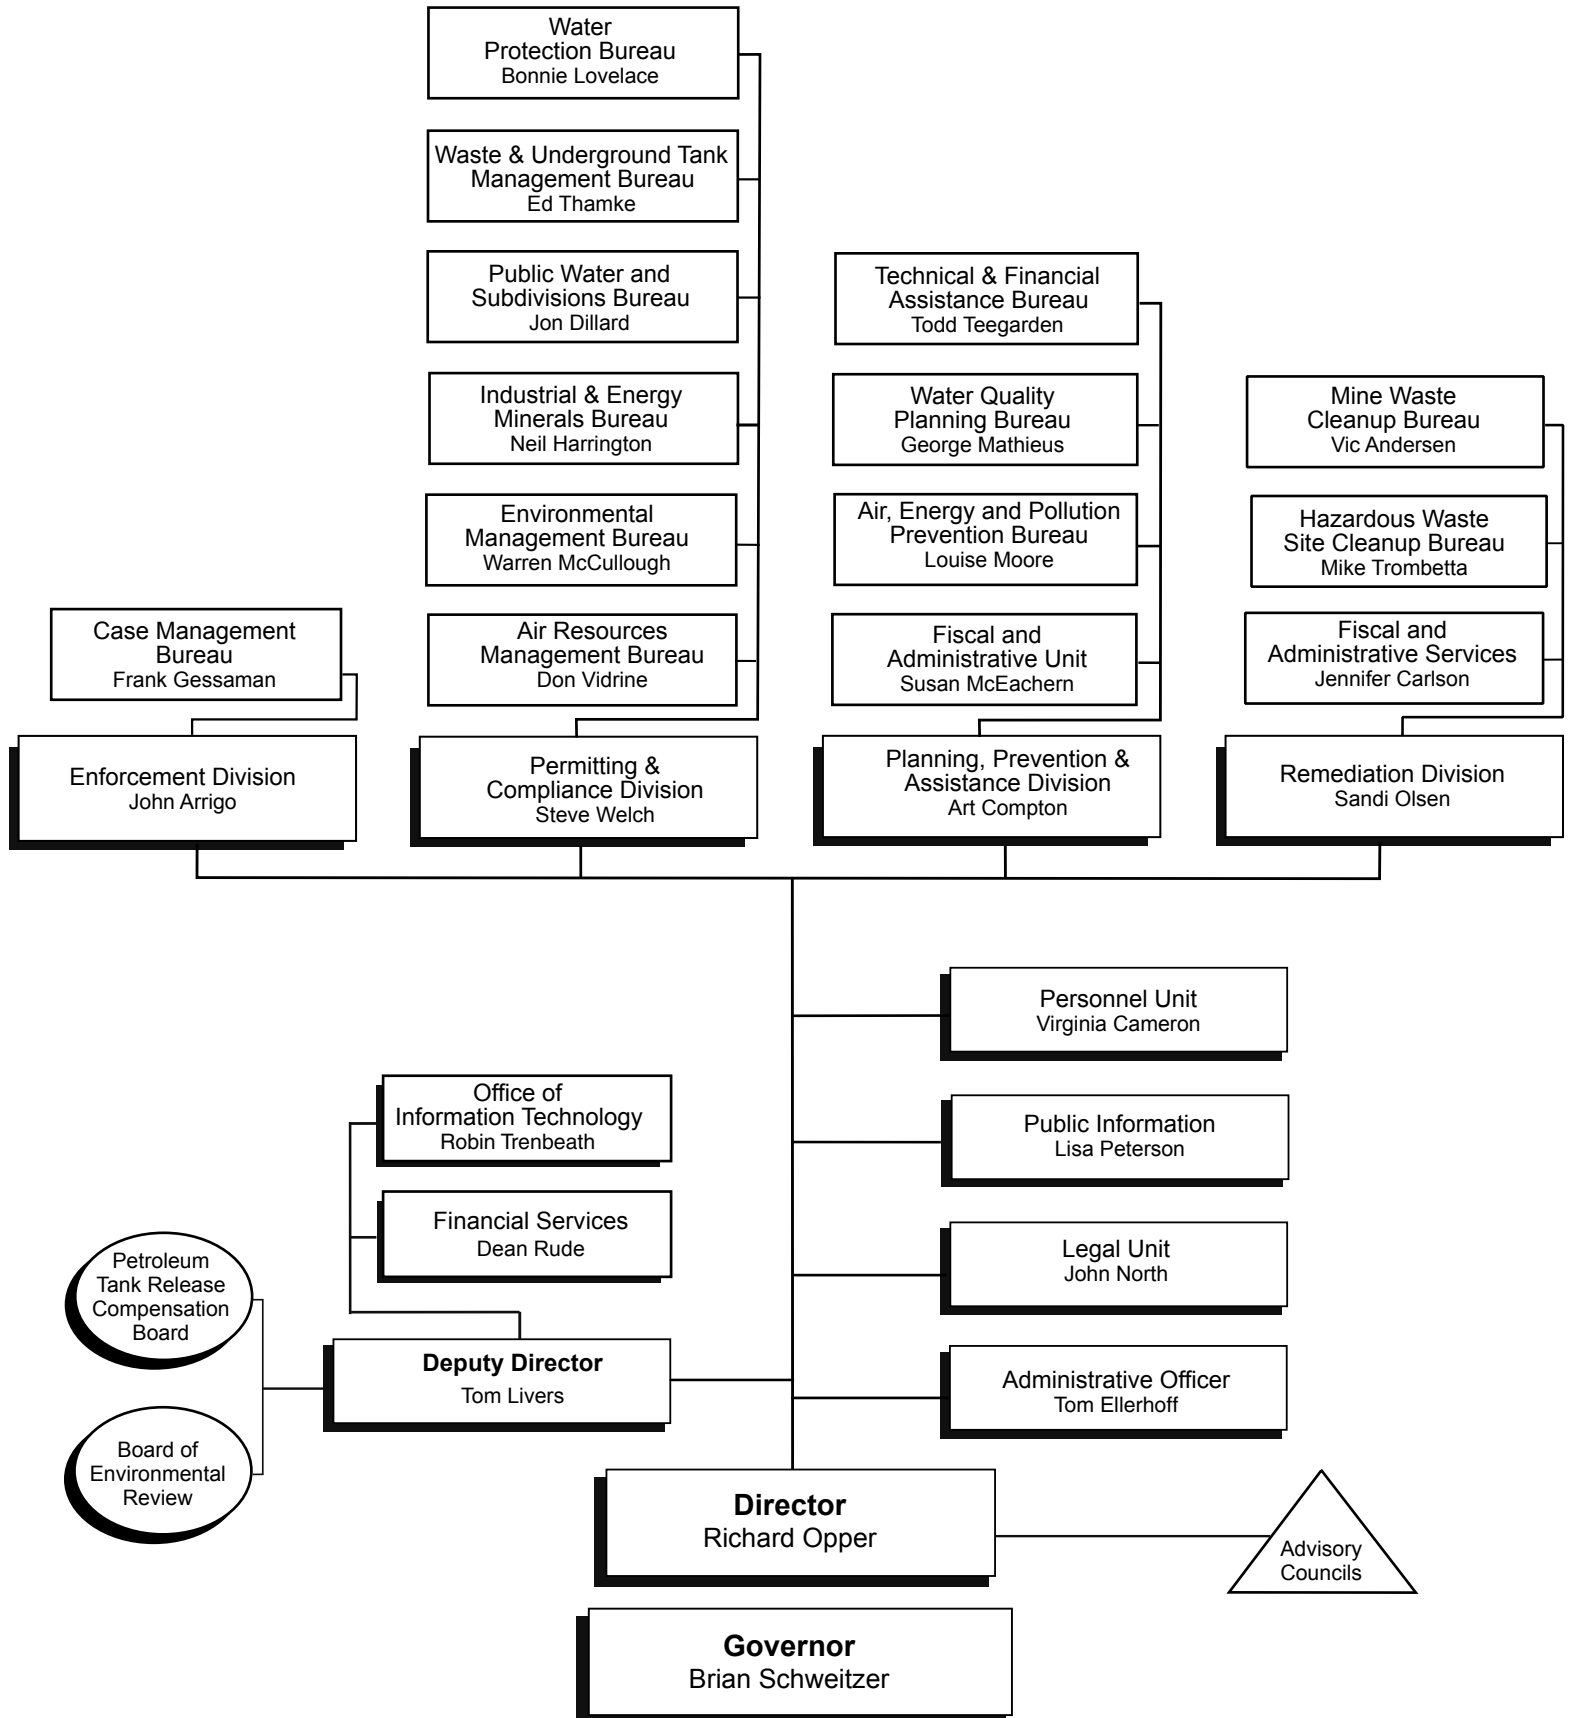 Water
Protection Bureau
Bonnie Lovelace
Waste & Underground Tank
Management Bureau
Ed Thamke
Public Water and
Subdivisions Bureau
Jon Dillard
Industrial & Energy
Minerals Bureau
Neil Harrington
Environmental
Management Bureau
Warren McCullough
Air Resources
Management Bureau
Don Vidrine
Technical & Financial
Assistance Bureau
Todd Teegarden
Water Quality
Planning Bureau
George Mathieus
Air, Energy and Pollution
Prevention Bureau
Louise Moore
Fiscal and
Administrative Unit
Susan McEachern
Mine Waste
Cleanup Bureau
Vic Andersen
Hazardous Waste
Site Cleanup Bureau
Mike Trombetta
Fiscal and
Administrative Services
Jennifer Carlson
Case Management
Bureau
Frank Gessaman
Enforcement Division
John Arrigo
Permitting &
Compliance Division
Steve Welch
Planning, Prevention &
Assistance Division
Art Compton
Remediation Division
Sandi Olsen
Personnel Unit
Virginia Cameron
Public Information
Lisa Peterson
Legal Unit
John North
Administrative Officer
Tom Ellerhoff
Office of
Information Technology
Robin Trenbeath
Financial Services
Dean Rude
Petroleum
Tank Release
Compensation
Board
Deputy Director
Tom Livers
Board of
Environmental
Review
Director
Richard Opper
Advisory
Councils
Governor
Brian Schweitzer